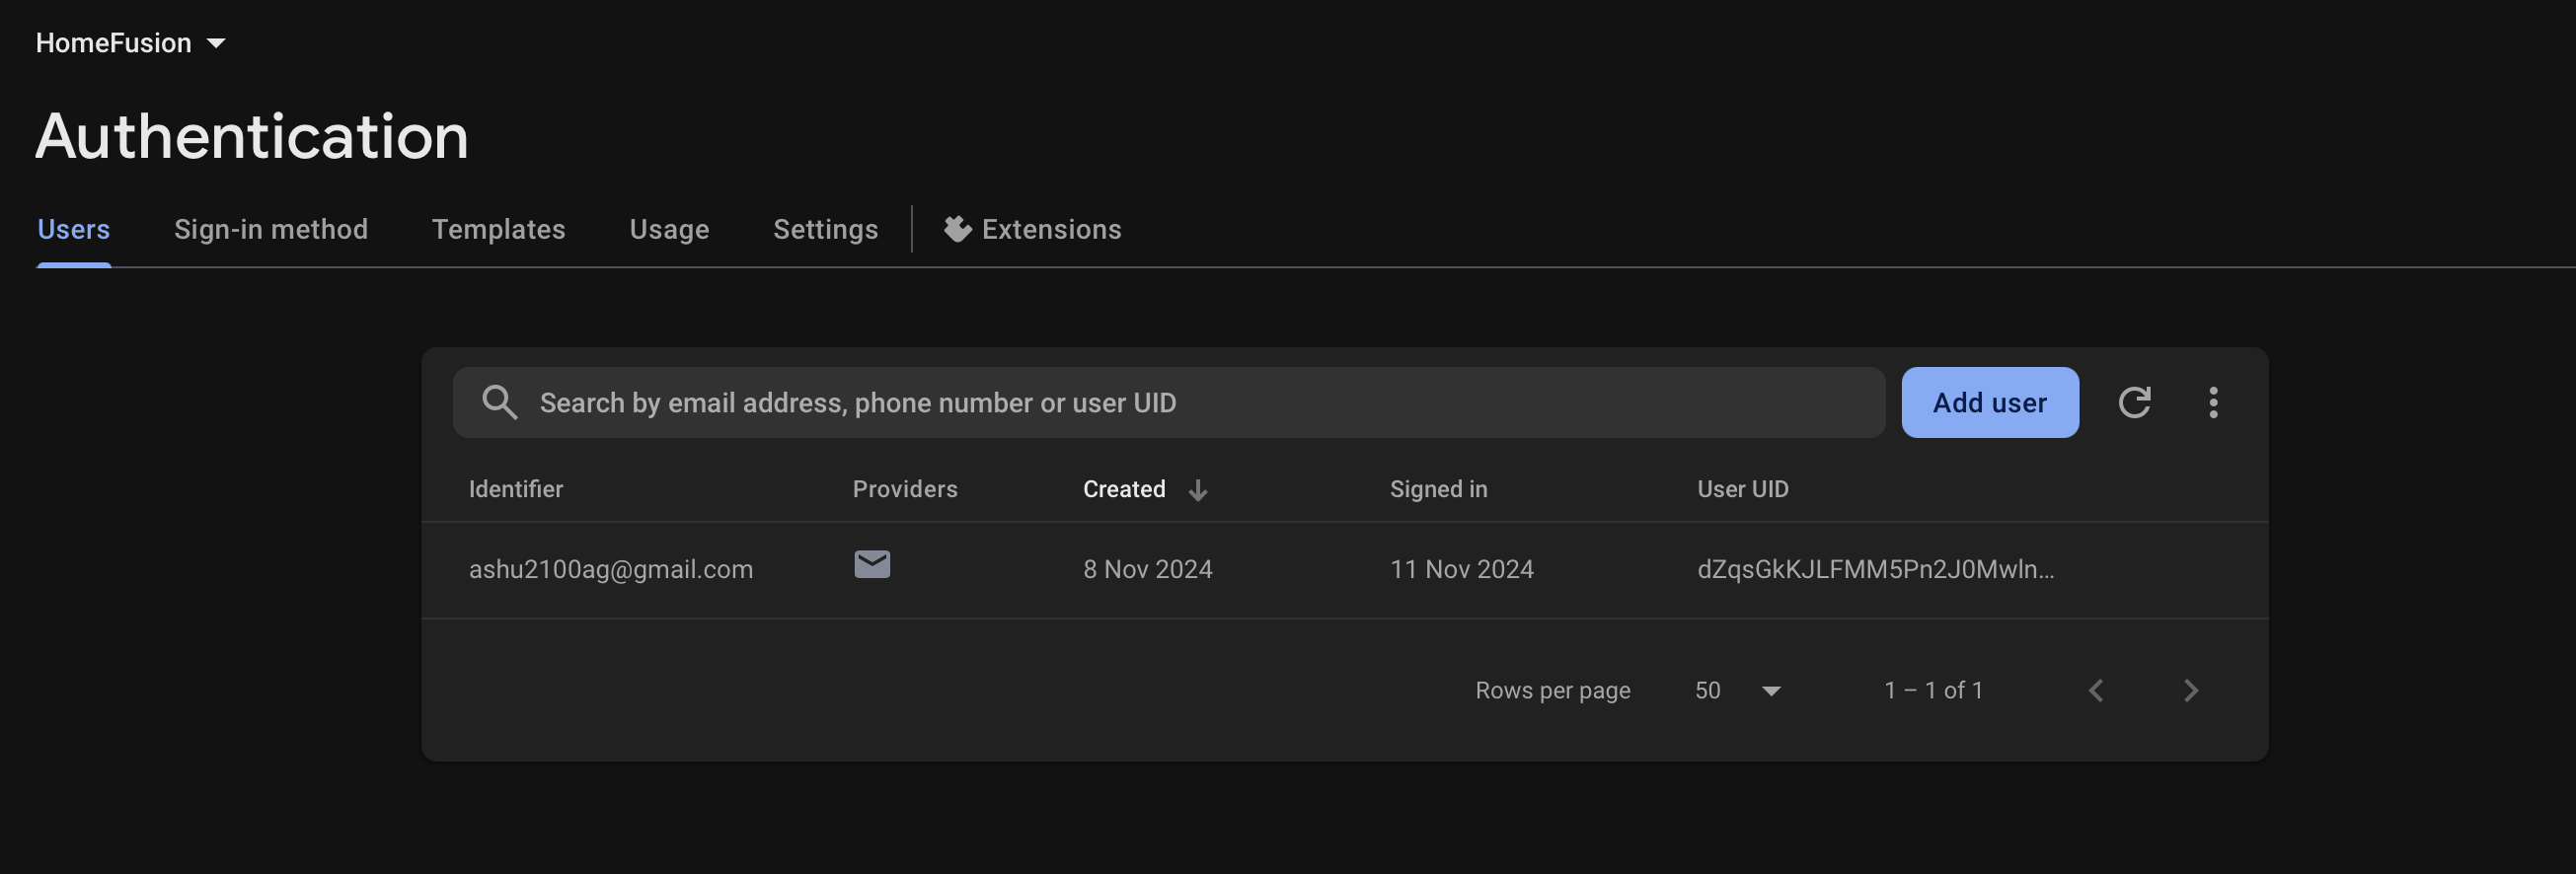 HomeFusion
Authentication
Users Sign-in method Templates Usage Settings Extensions
Search by email address, phone number or user UID Add user
Identifier Providers Created Signed in User UID
ashu2100ag@gmail.com 8 Nov 2024 11 Nov 2024 dZqsGkKJLFMM5Pn2J0Mwln...
Rows per page 50 1 – 1 of 1